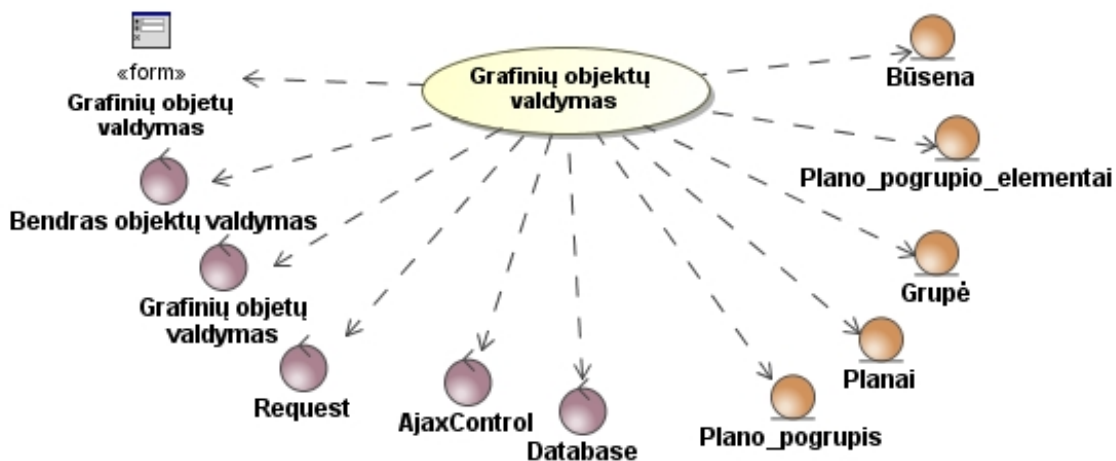 Grafinių objektų
valdymas
«form»
Grafinių objetų
valdymas
Bendras objektų valdymas
Grafinių objetų
valdymas
Request
AjaxControl
Database
Plano_pogrupis
Planai
Grupė
Plano_pogrupio_elementai
Būsena